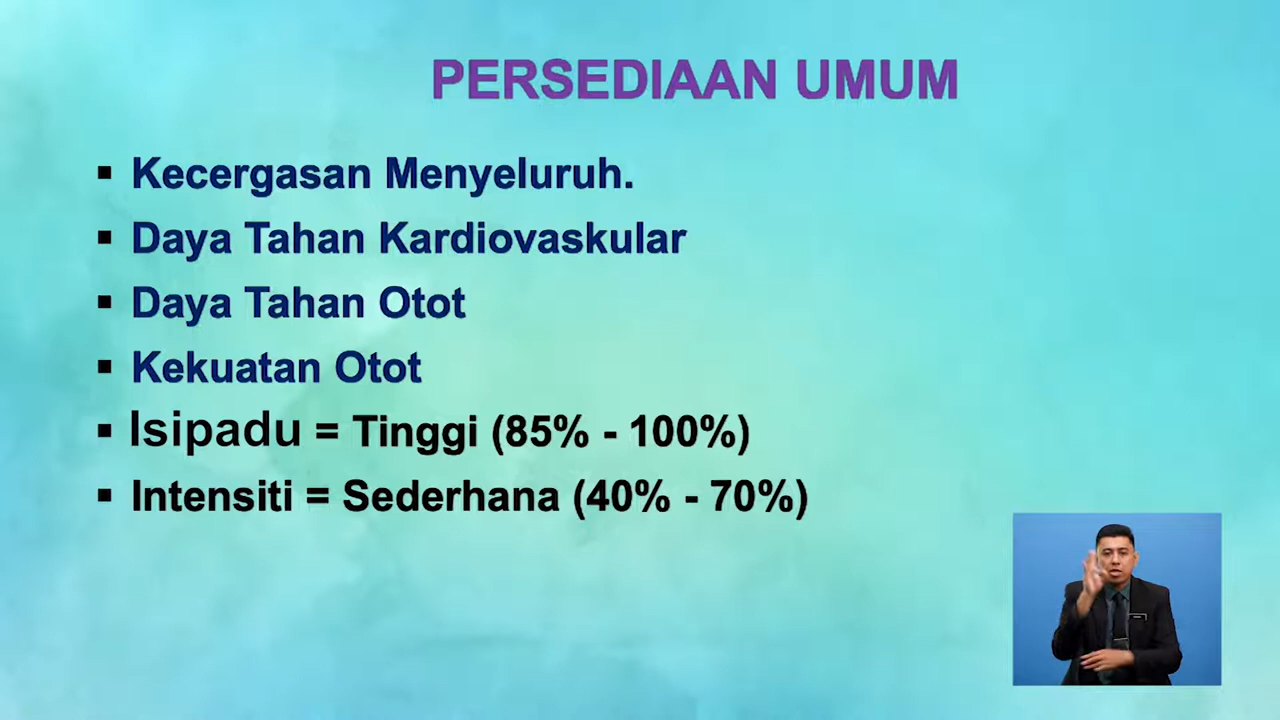 PERSEDIAAN UMUM
▪ Kecergasan Menyeluruh.
▪ Daya Tahan Kardiovaskular
▪ Daya Tahan Otot
▪ Kekuatan Otot
▪ Isipadu = Tinggi (85% - 100%)
▪ Intensiti = Sederhana (40% - 70%)